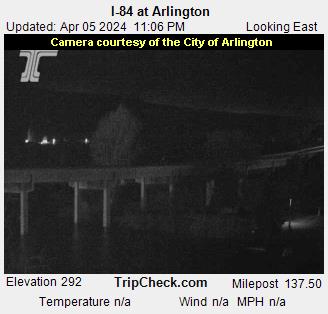 I-84 at Arlington
Updated: Apr 05 2024 11:06 PM Looking East
Camera courtesy of the City of Arlington
Elevation 292 TripCheck.com Milepost 137.50
Temperature n/a Wind n/a MPH n/a